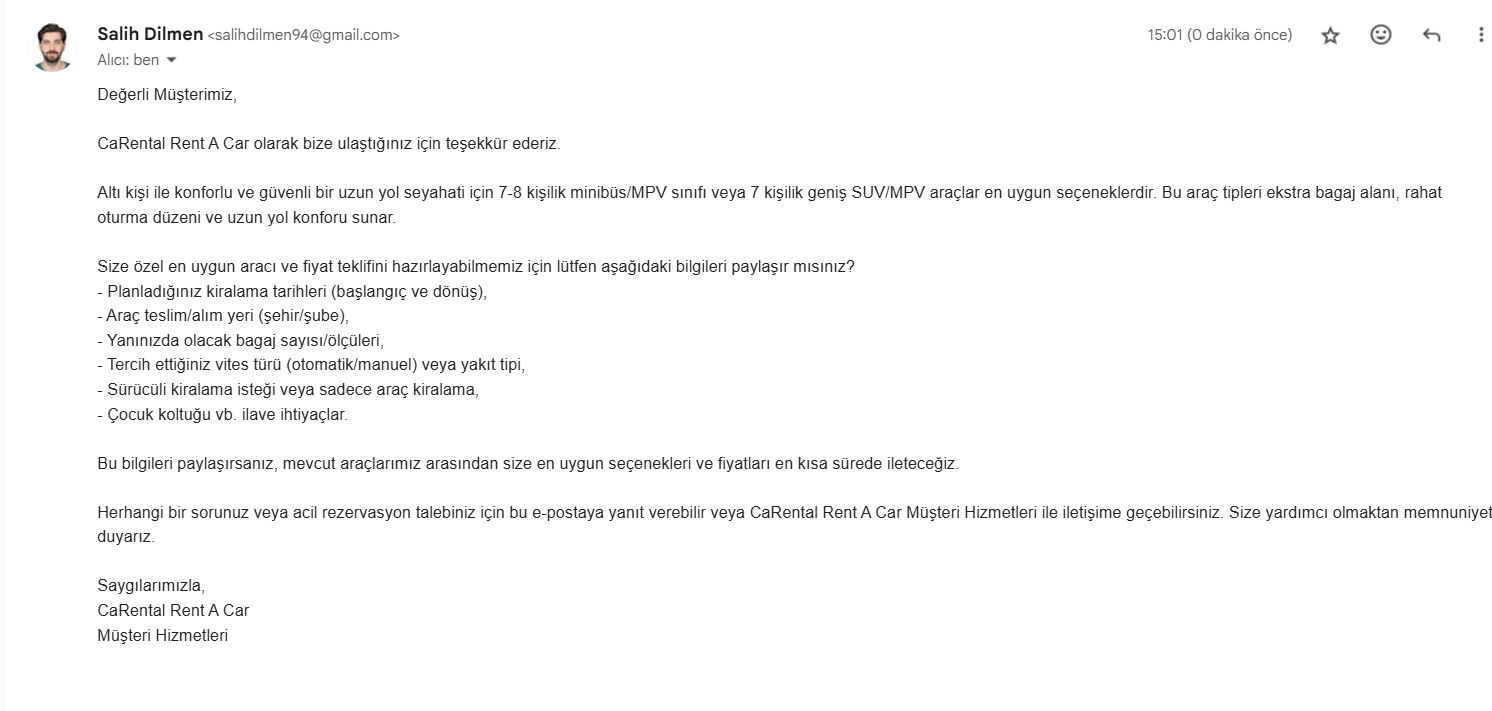 Salih Dilmen <salihdilmen94@gmail.com>
15:01 (0 dakika önce)
Alıcı: ben
Değerli Müşterimiz,
CaRental Rent A Car olarak bize ulaştığınız için teşekkür ederiz.
Altı kişi ile konforlu ve güvenli bir uzun yol seyahati için 7-8 kişilik minibüs/MPV sınıfı veya 7 kişilik geniş SUV/MPV araçlar en uygun seçeneklerdir. Bu araç tipleri ekstra bagaj alanı, rahat
oturma düzeni ve uzun yol konforu sunar.
Size özel en uygun aracı ve fiyat teklifini hazırlayabilmemiz için lütfen aşağıdaki bilgileri paylaşır mısınız?
- Planladığınız kiralama tarihleri (başlangıç ve dönüş),
- Araç teslim/alım yeri (şehir/şube),
- Yanınızda olacak bagaj sayısı/ölçüleri,
- Tercih ettiğiniz vites türü (otomatik/manuel) veya yakıt tipi,
- Sürücüli kiralama isteği veya sadece araç kiralama,
- Çocuk koltuğu vb. ilave ihtiyaçlar.
Bu bilgileri paylaşırsanız, mevcut araçlarımız arasından size en uygun seçenekleri ve fiyatları en kısa sürede ileteceğiz.
Herhangi bir sorunuz veya acil rezervasyon talebiniz için bu e-postaya yanıt verebilir veya CaRental Rent A Car Müşteri Hizmetleri ile iletişime geçebilirsiniz. Size yardımcı olmaktan memnuniyet
duyarız.
Saygılarımızla,
CaRental Rent A Car
Müşteri Hizmetleri